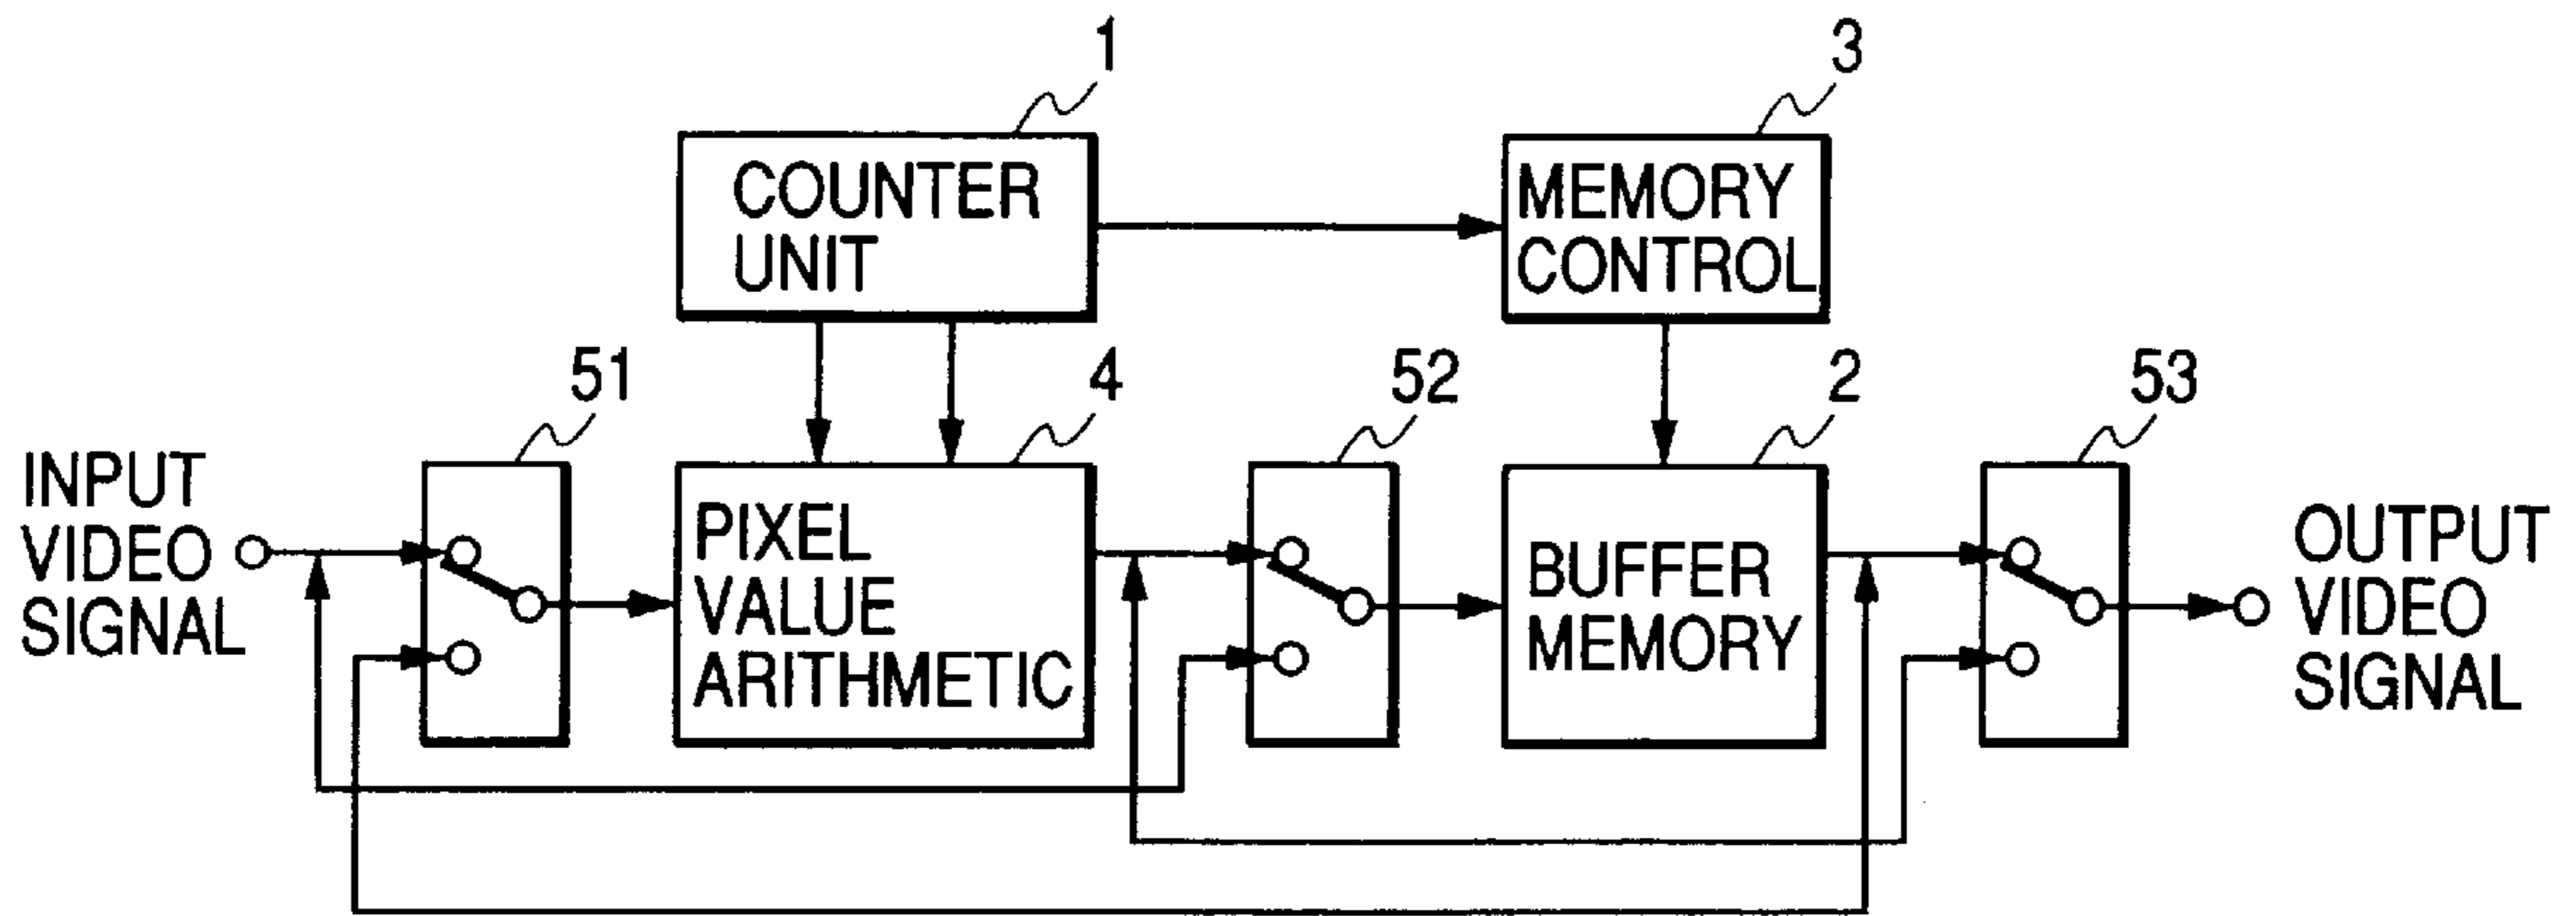 1
3
COUNTER
UNIT
MEMORY
CONTROL
51
4
52
2
53
INPUT
VIDEO
SIGNAL
PIXEL
VALUE
ARITHMETIC
BUFFER
MEMORY
OUTPUT
VIDEO
SIGNAL